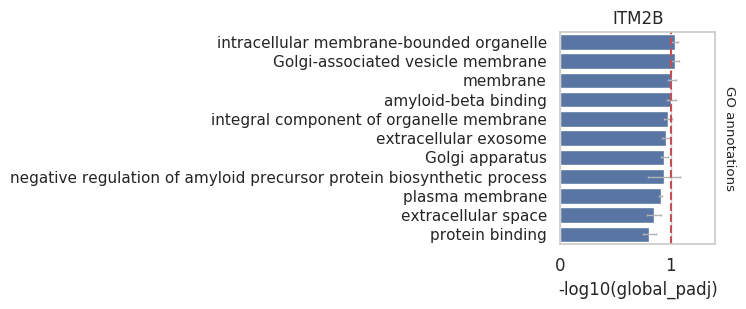 ITM2B
intracellular membrane-bounded organelle
Golgi-associated vesicle membrane
membrane
amyloid-beta binding
integral component of organelle membrane
extracellular exosome
Golgi apparatus
negative regulation of amyloid precursor protein biosynthetic process
plasma membrane
extracellular space
protein binding
GO annotations
0 1
-log10(global_padj)